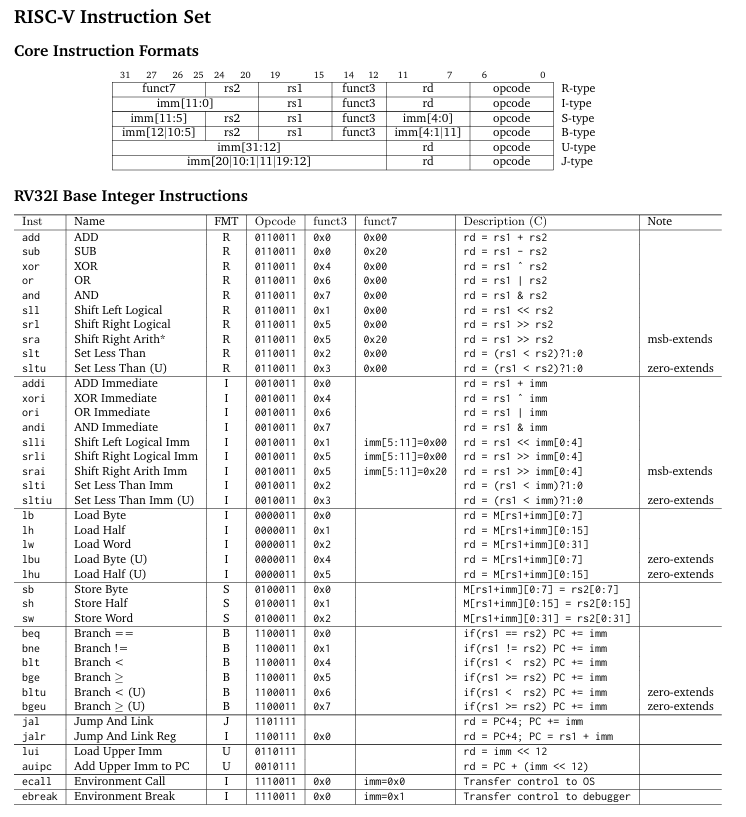 RISC-V Instruction Set
Core Instruction Formats
31 27 26 25 24 20 19 15 14 12 11 7 6 0
funct7 rs2 rs1 funct3 rd opcode R-type
imm[11:0] rs1 funct3 rd opcode I-type
imm[11:5] rs2 rs1 funct3 imm[4:0] opcode S-type
imm[12|10:5] rs2 rs1 funct3 imm[4:1|11] opcode B-type
imm[31:12] rd opcode U-type
imm[20|10:1|11|19:12] rd opcode J-type
RV32I Base Integer Instructions
Inst Name FMT Opcode funct3 funct7 Description (C) Note
add ADD R 0110011 0x0 0x00 rd = rs1 + rs2
sub SUB R 0110011 0x0 0x20 rd = rs1 - rs2
xor XOR R 0110011 0x4 0x00 rd = rs1 ˆ rs2
or OR R 0110011 0x6 0x00 rd = rs1 | rs2
and AND R 0110011 0x7 0x00 rd = rs1 & rs2
sll Shift Left Logical R 0110011 0x1 0x00 rd = rs1 << rs2
srl Shift Right Logical R 0110011 0x5 0x00 rd = rs1 >> rs2
sra Shift Right Arith* R 0110011 0x5 0x20 rd = rs1 >> rs2 msb-extends
slt Set Less Than R 0110011 0x2 0x00 rd = (rs1 < rs2)?1:0
sltu Set Less Than (U) R 0110011 0x3 0x00 rd = (rs1 < rs2)?1:0 zero-extends
addi ADD Immediate I 0010011 0x0 rd = rs1 + imm
xori XOR Immediate I 0010011 0x4 rd = rs1 ˆ imm
ori OR Immediate I 0010011 0x6 rd = rs1 | imm
andi AND Immediate I 0010011 0x7 rd = rs1 & imm
slli Shift Left Logical Imm I 0010011 0x1 imm[5:11]=0x00 rd = rs1 << imm[0:4]
srli Shift Right Logical Imm I 0010011 0x5 imm[5:11]=0x00 rd = rs1 >> imm[0:4]
srai Shift Right Arith Imm I 0010011 0x5 imm[5:11]=0x20 rd = rs1 >> imm[0:4] msb-extends
slti Set Less Than Imm I 0010011 0x2 rd = (rs1 < imm)?1:0
sltiu Set Less Than Imm (U) I 0010011 0x3 rd = (rs1 < imm)?1:0 zero-extends
lb Load Byte I 0000011 0x0 rd = M[rs1+imm][0:7]
lh Load Half I 0000011 0x1 rd = M[rs1+imm][0:15]
lw Load Word I 0000011 0x2 rd = M[rs1+imm][0:31]
lbu Load Byte (U) I 0000011 0x4 rd = M[rs1+imm][0:7] zero-extends
lhu Load Half (U) I 0000011 0x5 rd = M[rs1+imm][0:15] zero-extends
sb Store Byte S 0100011 0x0 M[rs1+imm][0:7] = rs2[0:7]
sh Store Half S 0100011 0x1 M[rs1+imm][0:15] = rs2[0:15]
sw Store Word S 0100011 0x2 M[rs1+imm][0:31] = rs2[0:31]
beq Branch == B 1100011 0x0 if(rs1 == rs2) PC += imm
bne Branch != B 1100011 0x1 if(rs1 != rs2) PC += imm
blt Branch < B 1100011 0x4 if(rs1 < rs2) PC += imm
bge Branch ≥ B 1100011 0x5 if(rs1 >= rs2) PC += imm
bltu Branch < (U) B 1100011 0x6 if(rs1 < rs2) PC += imm zero-extends
bgeu Branch ≥ (U) B 1100011 0x7 if(rs1 >= rs2) PC += imm zero-extends
jal Jump And Link J 1101111 rd = PC+4; PC += imm
jalr Jump And Link Reg I 1100111 0x0 rd = PC+4; PC = rs1 + imm
lui Load Upper Imm U 0110111 rd = imm << 12
auipc Add Upper Imm to PC U 0010111 rd = PC + (imm << 12)
ecall Environment Call I 1110011 0x0 imm=0x0 Transfer control to OS
ebreak Environment Break I 1110011 0x0 imm=0x1 Transfer control to debugger